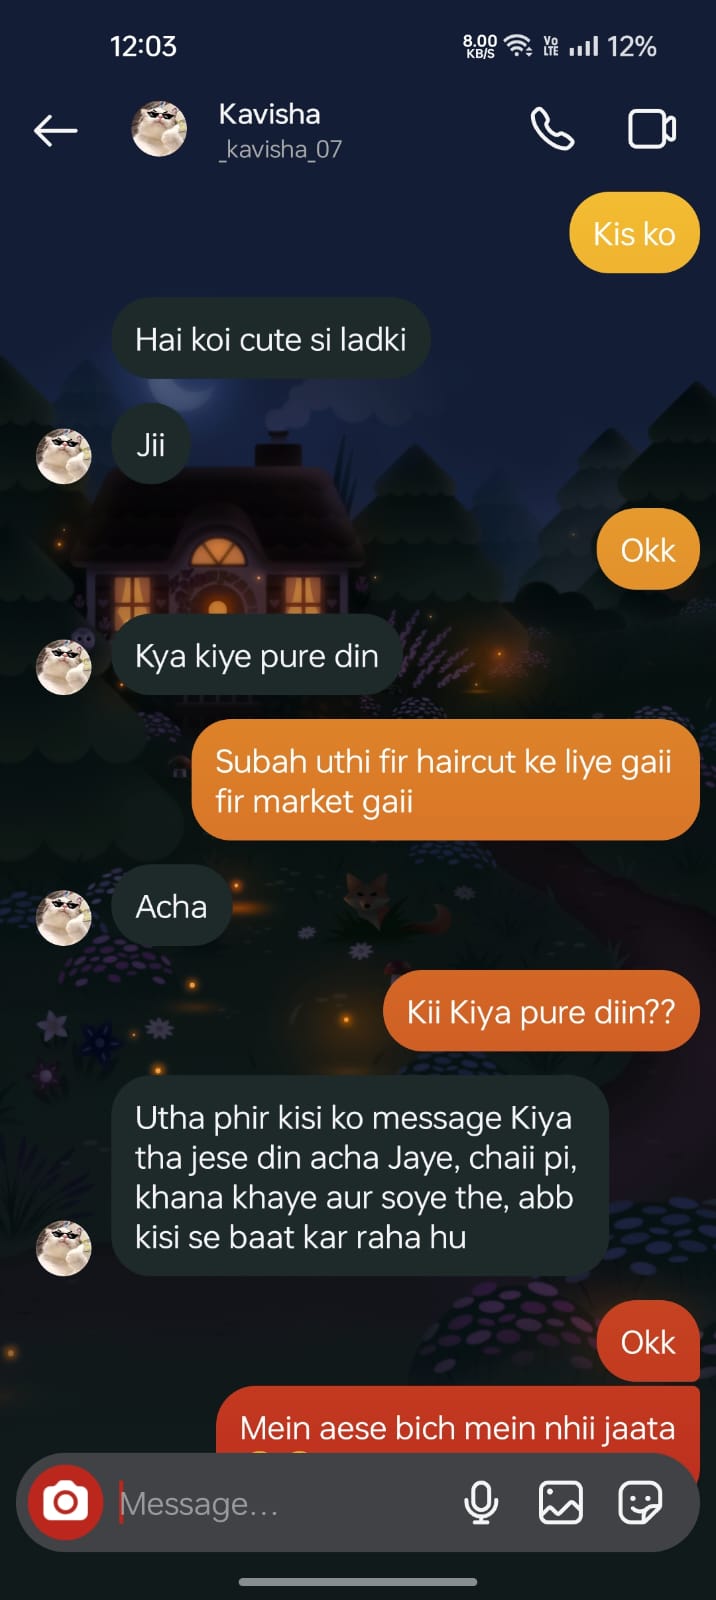 12:03
8.00
KB/S
Vo
LTE
12%
Kavisha
_kavisha_07
Kis ko
Hai koi cute si ladki
Jii
Okk
Kya kiye pure din
Subah uthi fir haircut ke liye gaii
fir market gaii
Acha
Kii Kiya pure diin??
Utha phir kisi ko message Kiya
tha jese din acha Jaye, chaii pi,
khana khaye aur soye the, abb
kisi se baat kar raha hu
Okk
Mein aese bich mein nhii jaata
Message...